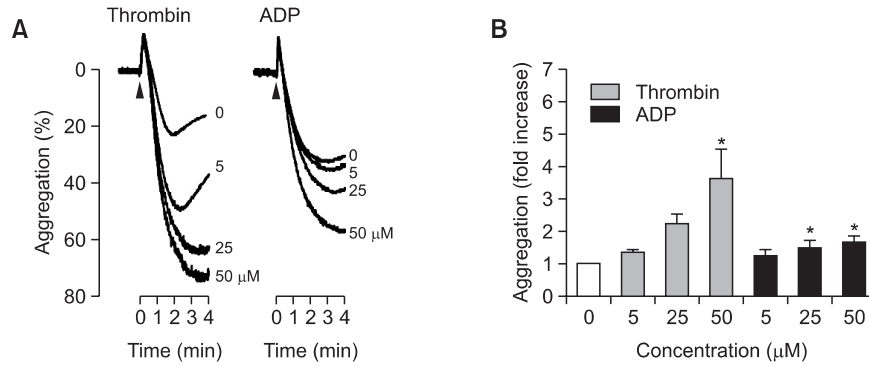 A
Thrombin
ADP
Aggregation (%)
0
20
40
60
80
0
5
25
50 μM
0
5
25
50 μM
0 1 2 3 4
0 1 2 3 4
Time (min)
Time (min)
B
Aggregation (fold increase)
7
6
5
4
3
2
1
0
Thrombin
ADP
*
*
*
0 5 25 50 5 25 50
Concentration (μM)